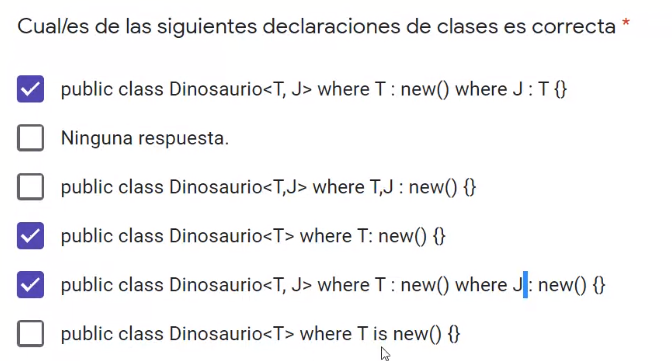 Cual/es de las siguientes declaraciones de clases es correcta *
public class Dinosaurio<T, J> where T : new() where J : T {}
Ninguna respuesta.
public class Dinosaurio<T,J> where T,J : new() {}
public class Dinosaurio<T> where T: new() {}
public class Dinosaurio<T, J> where T : new() where J : new() {}
public class Dinosaurio<T> where T is new() {}